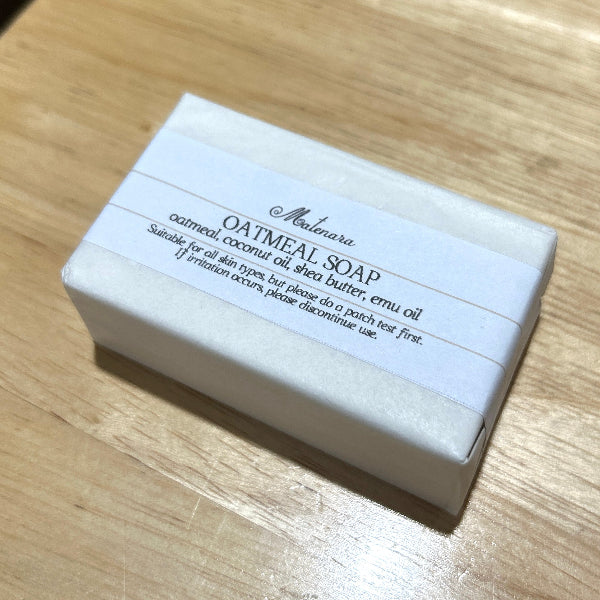 Matenara
OATMEAL SOAP
oatmeal, coconut oil, shea butter, emu oil
Suitable for all skin types, but please do a patch test first.
If irritation occurs, please discontinue use.